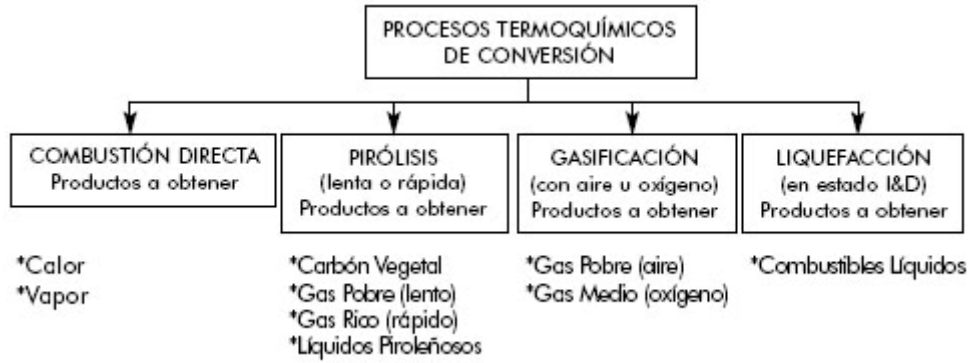 PROCESOS TERMOQUÍMICOS
DE CONVERSIÓN
COMBUSTIÓN DIRECTA
Productos a obtener
PIRÓLISIS
(lenta o rápida)
Productos a obtener
GASIFICACIÓN
(con aire u oxígeno)
Productos a obtener
LIQUEFACCIÓN
(en estado I&D)
Productos a obtener
*Calor
*Vapor
*Carbón Vegetal
*Gas Pobre (lento)
*Gas Rico (rápido)
*Líquidos Piroleñosos
*Gas Pobre (aire)
*Gas Medio (oxígeno)
*Combustibles Líquidos